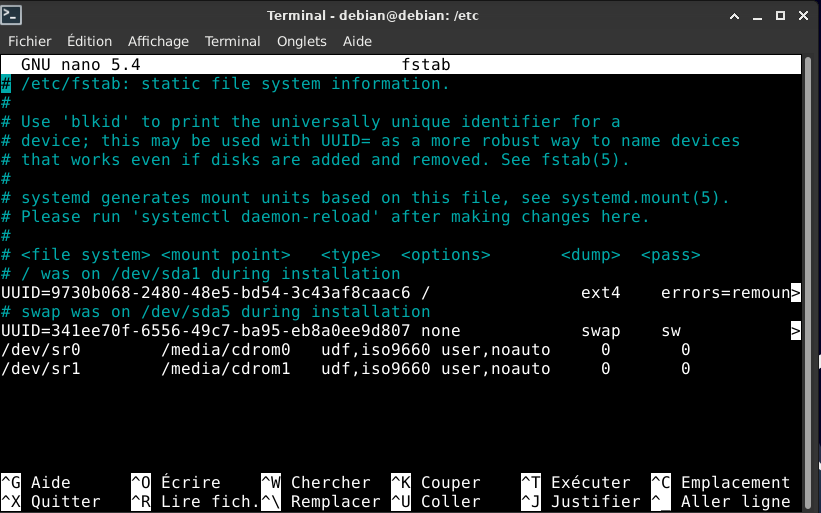 Terminal - debian@debian: /etc
Fichier Édition Affichage Terminal Onglets Aide
GNU nano 5.4 fstab
# /etc/fstab: static file system information.
#
# Use 'blkid' to print the universally unique identifier for a
# device; this may be used with UUID= as a more robust way to name devices
# that works even if disks are added and removed. See fstab(5).
#
# systemd generates mount units based on this file, see systemd.mount(5).
# Please run 'systemctl daemon-reload' after making changes here.
#
# <file system> <mount point>   <type>  <options>       <dump>  <pass>
# / was on /dev/sda1 during installation
UUID=9730b068-2480-48e5-bd54-3c43af8caac6 /               ext4    errors=remoun>
# swap was on /dev/sda5 during installation
UUID=341ee70f-6556-49c7-ba95-eb8a0ee9d807 none            swap    sw           >
/dev/sr0        /media/cdrom0   udf,iso9660 user,noauto     0       0
/dev/sr1        /media/cdrom1   udf,iso9660 user,noauto     0       0
^G Aide ^O Écrire ^W Chercher ^K Couper ^T Exécuter ^C Emplacement
^X Quitter ^R Lire fich. ^\ Remplacer ^U Coller ^J Justifier ^_ Aller ligne